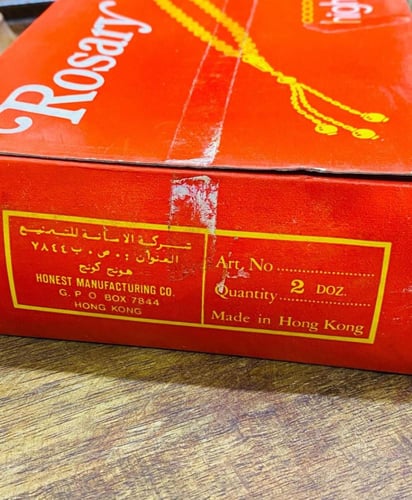 Rosary
high
شركة الامانة للتصنيع
العنوان : ص . ب ٧٨٤٤
هونج كونج
HONEST MANUFACTURING CO.
G. P O BOX 7844
HONG KONG
Art. No ..................
Quantity ...2 DOZ.
Made in Hong Kong